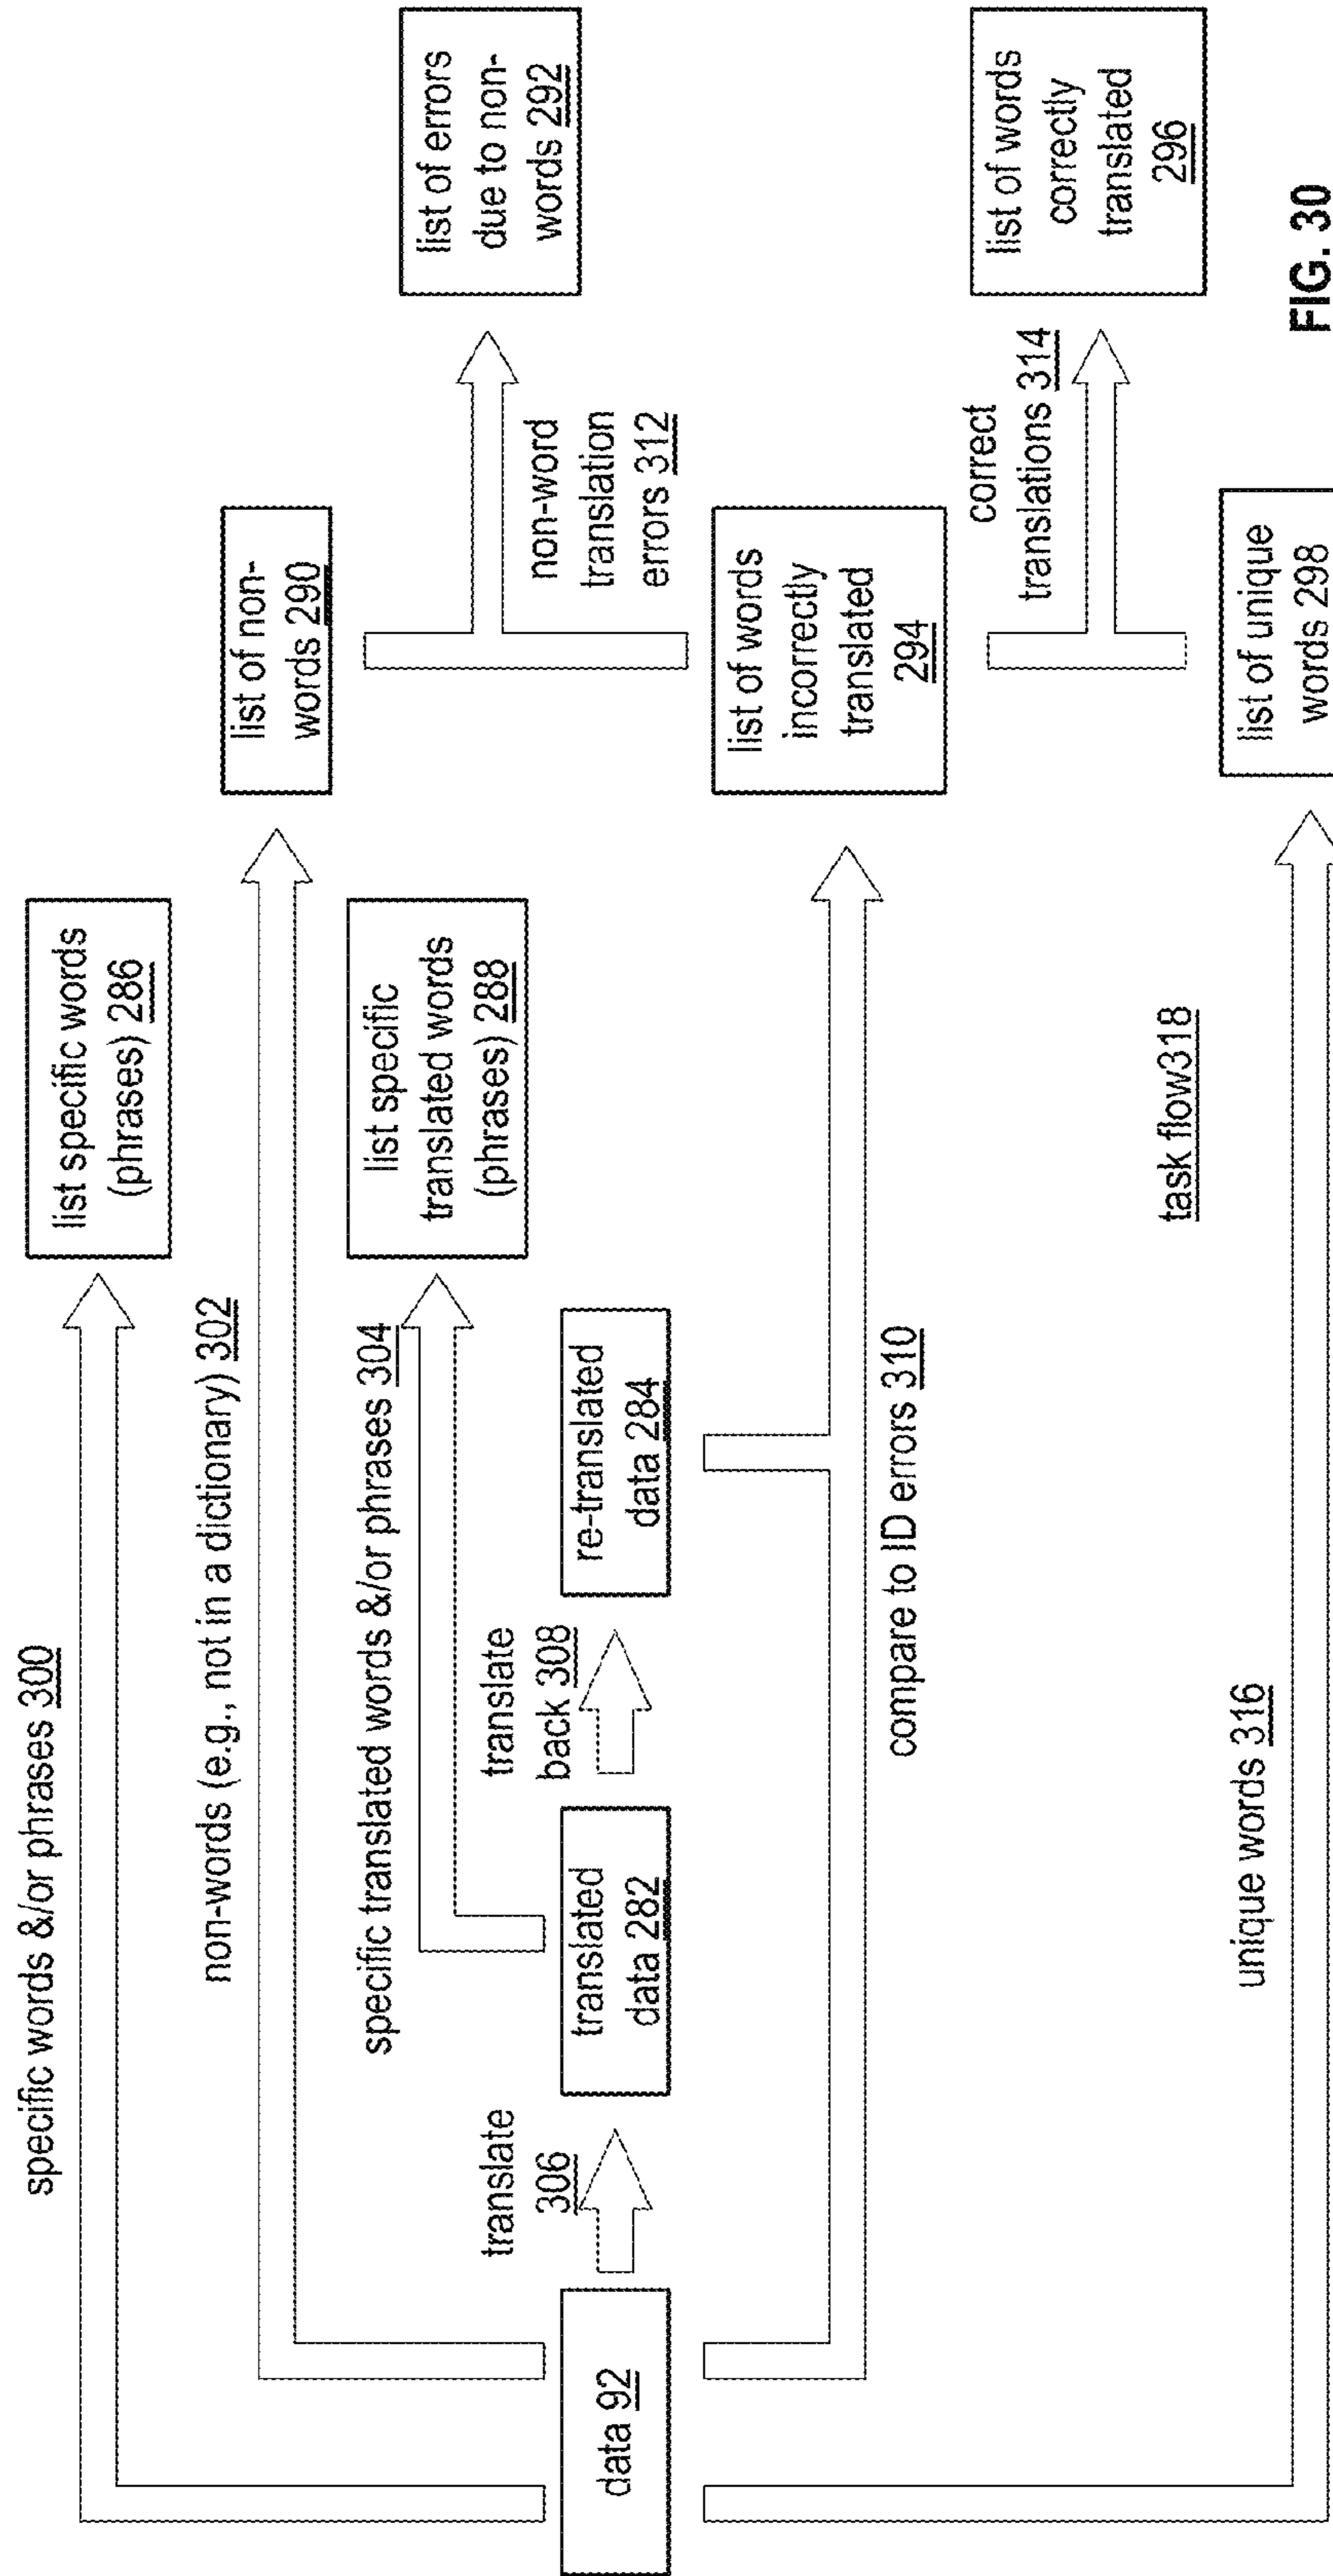 specific words &/or phrases 300
list specific words
(phrases) 286
non-words (e.g., not in a dictionary) 302
list of non-
words 290
specific translated words &/or phrases 304
list specific
translated words
(phrases) 288
list of errors
due to non-
words 292
non-word
translation
errors 312
data 92
translate
306
translated
data 282
translate
back 308
re-translated
data 284
compare to ID errors 310
list of words
incorrectly
translated
294
correct
translations 314
list of words
correctly
translated
296
task flow318
unique words 316
list of unique
words 298
FIG. 30